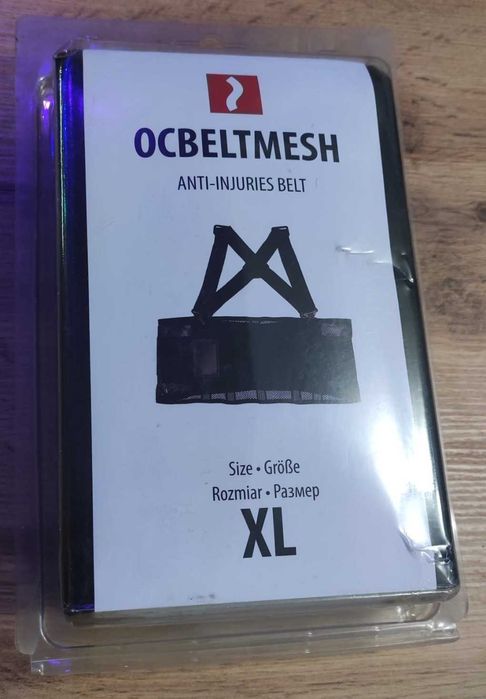 OCBELTMESH
ANTI-INJURIES BELT
Size • Größe
Rozmiar • Размер
XL